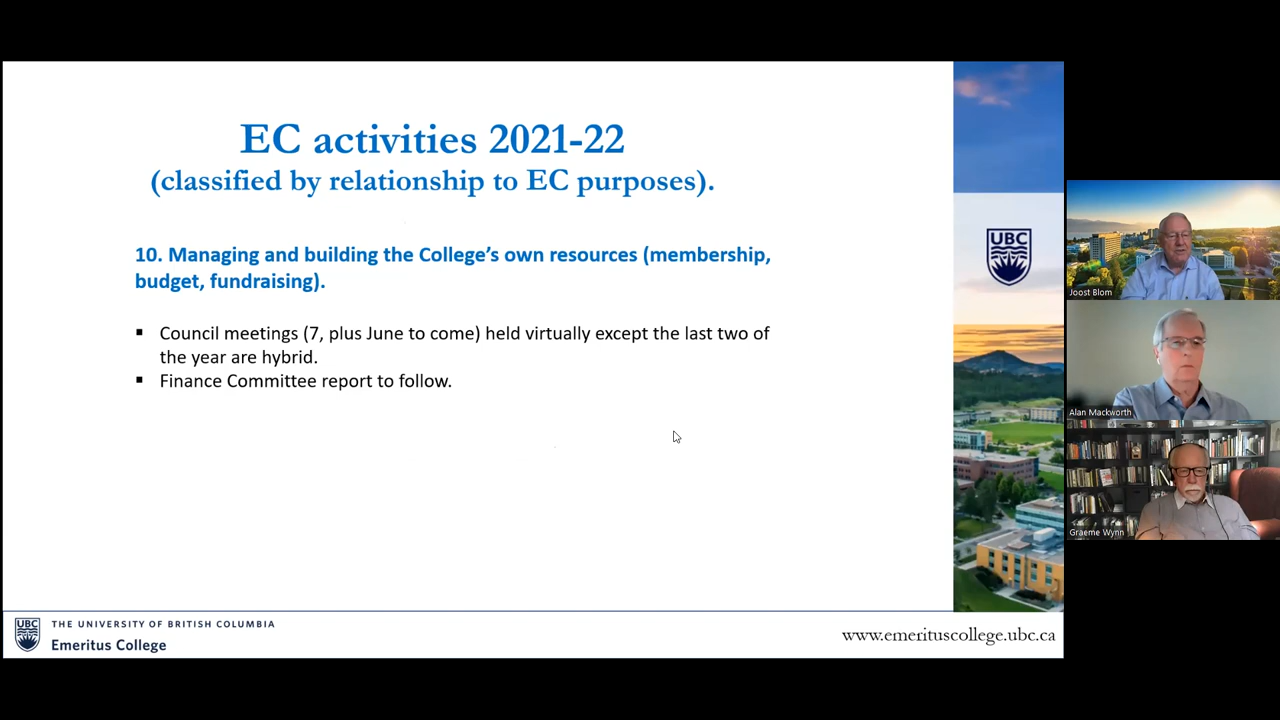 EC activities 2021-22
(classified by relationship to EC purposes).
10. Managing and building the College's own resources (membership,
budget, fundraising).
▪ Council meetings (7, plus June to come) held virtually except the last two of
the year are hybrid.
▪ Finance Committee report to follow.
UBC
UBC
THE UNIVERSITY OF BRITISH COLUMBIA
Emeritus College
www.emerituscollege.ubc.ca
Joost Blom
Alan Mackworth
Graeme Wynn